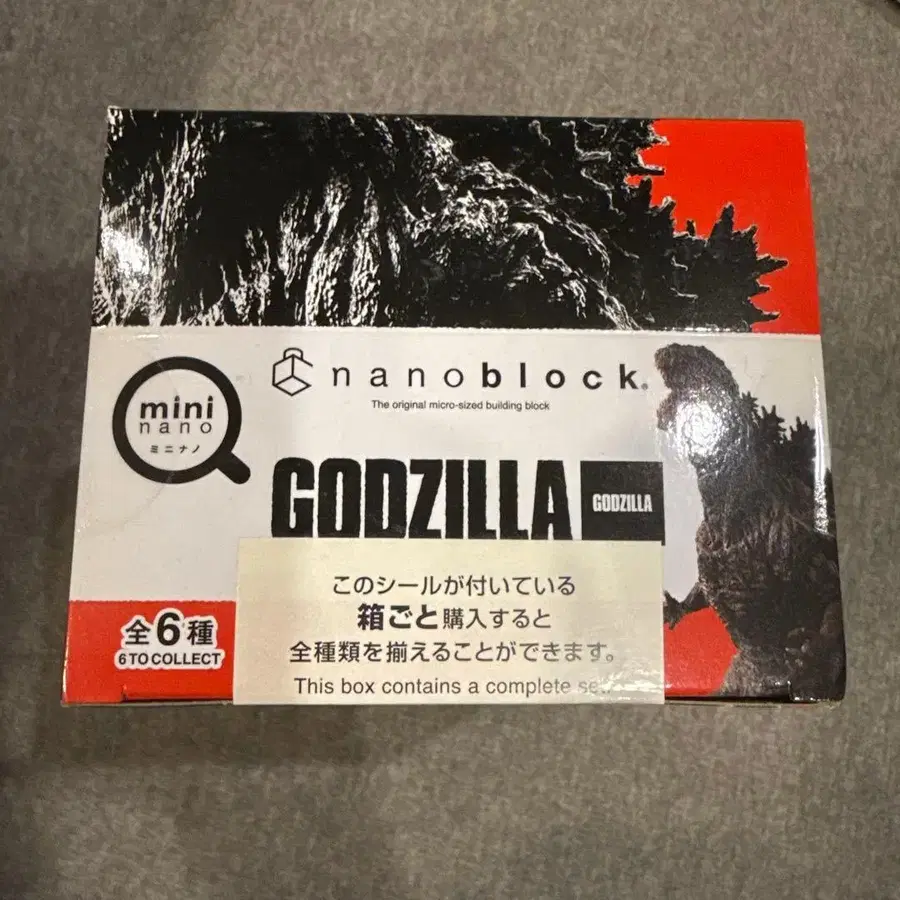 nanoblock®
The original micro-sized building block
mini
nano
ミニナノ
GODZILLA
GODZILLA
全6種
6 TO COLLECT
このシールが付いている
箱ごと購入すると
全種類を揃えることができます。
This box contains a complete set.